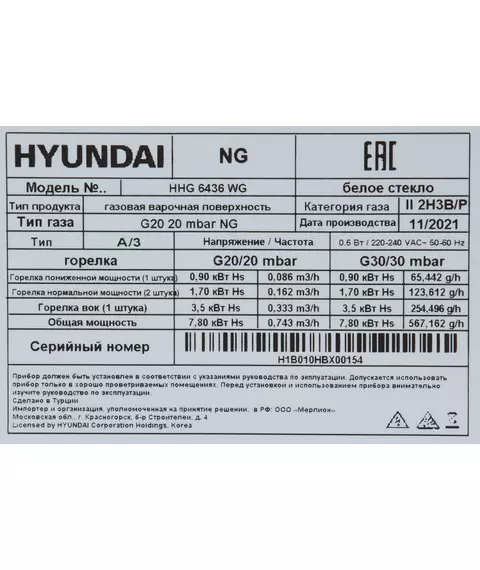 HYUNDAI NG EAC
Модель №.. HHG 6436 WG белое стекло
Тип продукта газовая варочная поверхность Категория газа II 2H3B/P
Тип газа G20 20 mbar NG Дата производства 11/2021
Тип A/3 Напряжение / Частота 0.6 Вт / 220-240 VAC~ 50-60 Hz
горелка G20/20 mbar G30/30 mbar
Горелка пониженной мощности (1 штука) 0,90 кВт Hs 0,086 m3/h 0,90 кВт Hs 65,442 g/h
Горелка нормальной мощности (2 штук) 1.70 кВт Hs 0.162 m3/h 1,70 кВт Hs 123,612 g/h
Горелка вок (1 штука) 3,5 кВт Hs 0,333 m3/h 3,5 кВт Hs 254,496 g/h
Общая мощность 7,80 кВт Hs 0,743 m3/h 7,80 кВт Hs 567,162 g/h
Серийный номер
H1B010HBX00154
Прибор должен быть установлен в соответствии с указаниями руководства по эксплуатации. Допускается использовать
прибор только в хорошо проветриваемых помещениях. Перед установкой и использованием прибора внимательно
изучите руководство по эксплуатации.
Сделано в Турции
Импортер и организация, уполномоченная на принятие решении. в РФ: ООО «Мерлион».
Московская обл., г. Красногорск, б-р Строителей, д. 4
Licensed by HYUNDAI Corporation Holdings, Korea